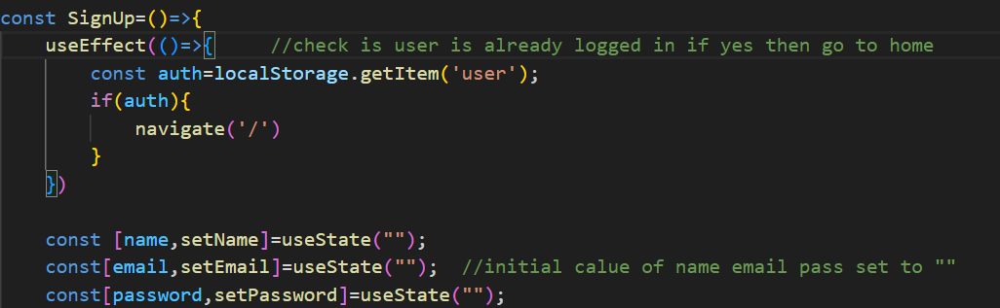 const SignUp=()=>{
    useEffect(()=>{     //check is user is already logged in if yes then go to home
        const auth=localStorage.getItem('user');
        if(auth){
            navigate('/')
        }
    })
    const [name,setName]=useState("");
    const[email,setEmail]=useState("");  //initial calue of name email pass set to ""
    const[password,setPassword]=useState("");